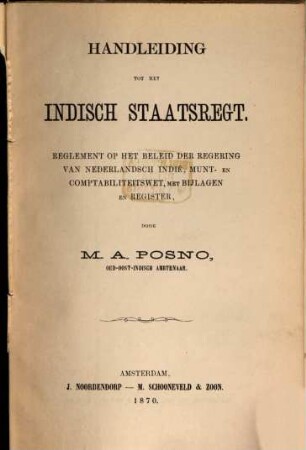 HANDLEIDING
TOT HET
INDISCH STAATSREGT.
REGLEMENT OP HET BELEID DER REGERING
VAN NEDERLANDSCH INDIË, MUNT- EN
COMPTABILITEITSWET, MET BIJLAGEN
EN REGISTER,
DOOR
M. A. POSNO,
OUD-OOST-INDISCH AMBTENAAR.
AMSTERDAM,
J. NOORDENDORP — M. SCHOONEVELD & ZOON.
1870.